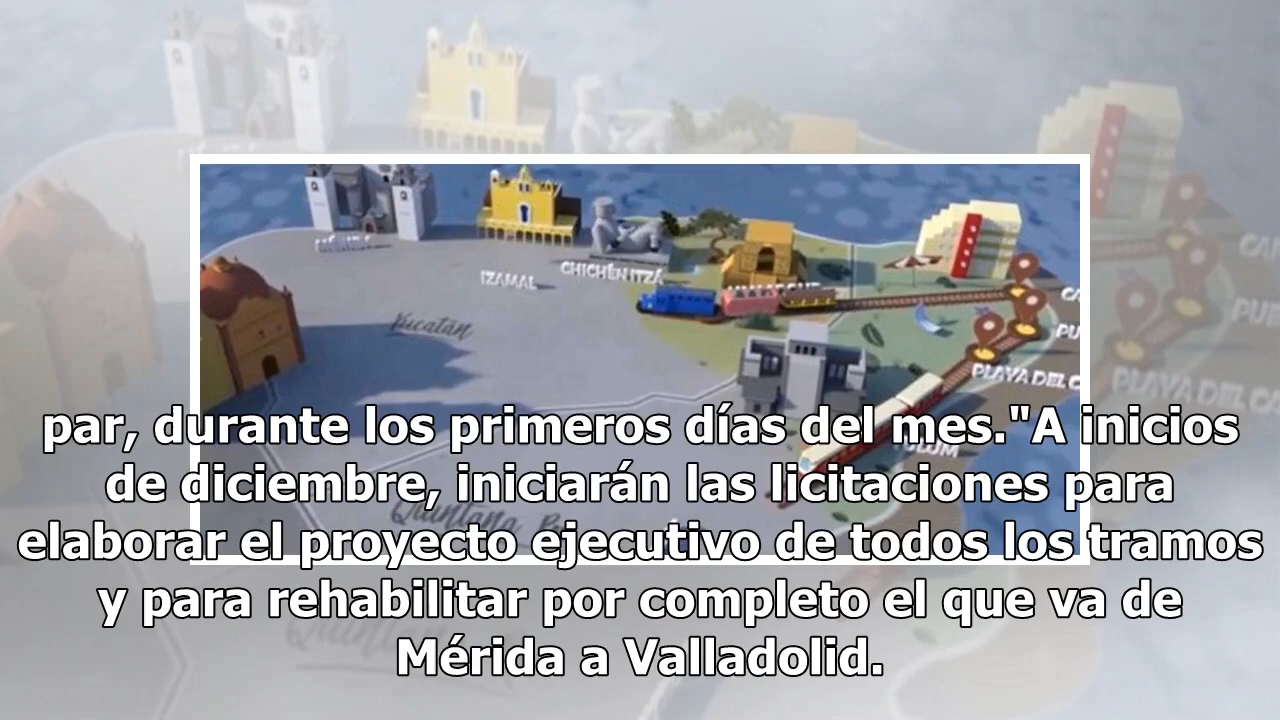 IZAMAL
CHICHÉN ITZÁ
Yucatán
PLAYA DEL C
Quintana
par, durante los primeros días del mes."A inicios
de diciembre, iniciarán las licitaciones para
elaborar el proyecto ejecutivo de todos los tramos
y para rehabilitar por completo el que va de
Mérida a Valladolid.